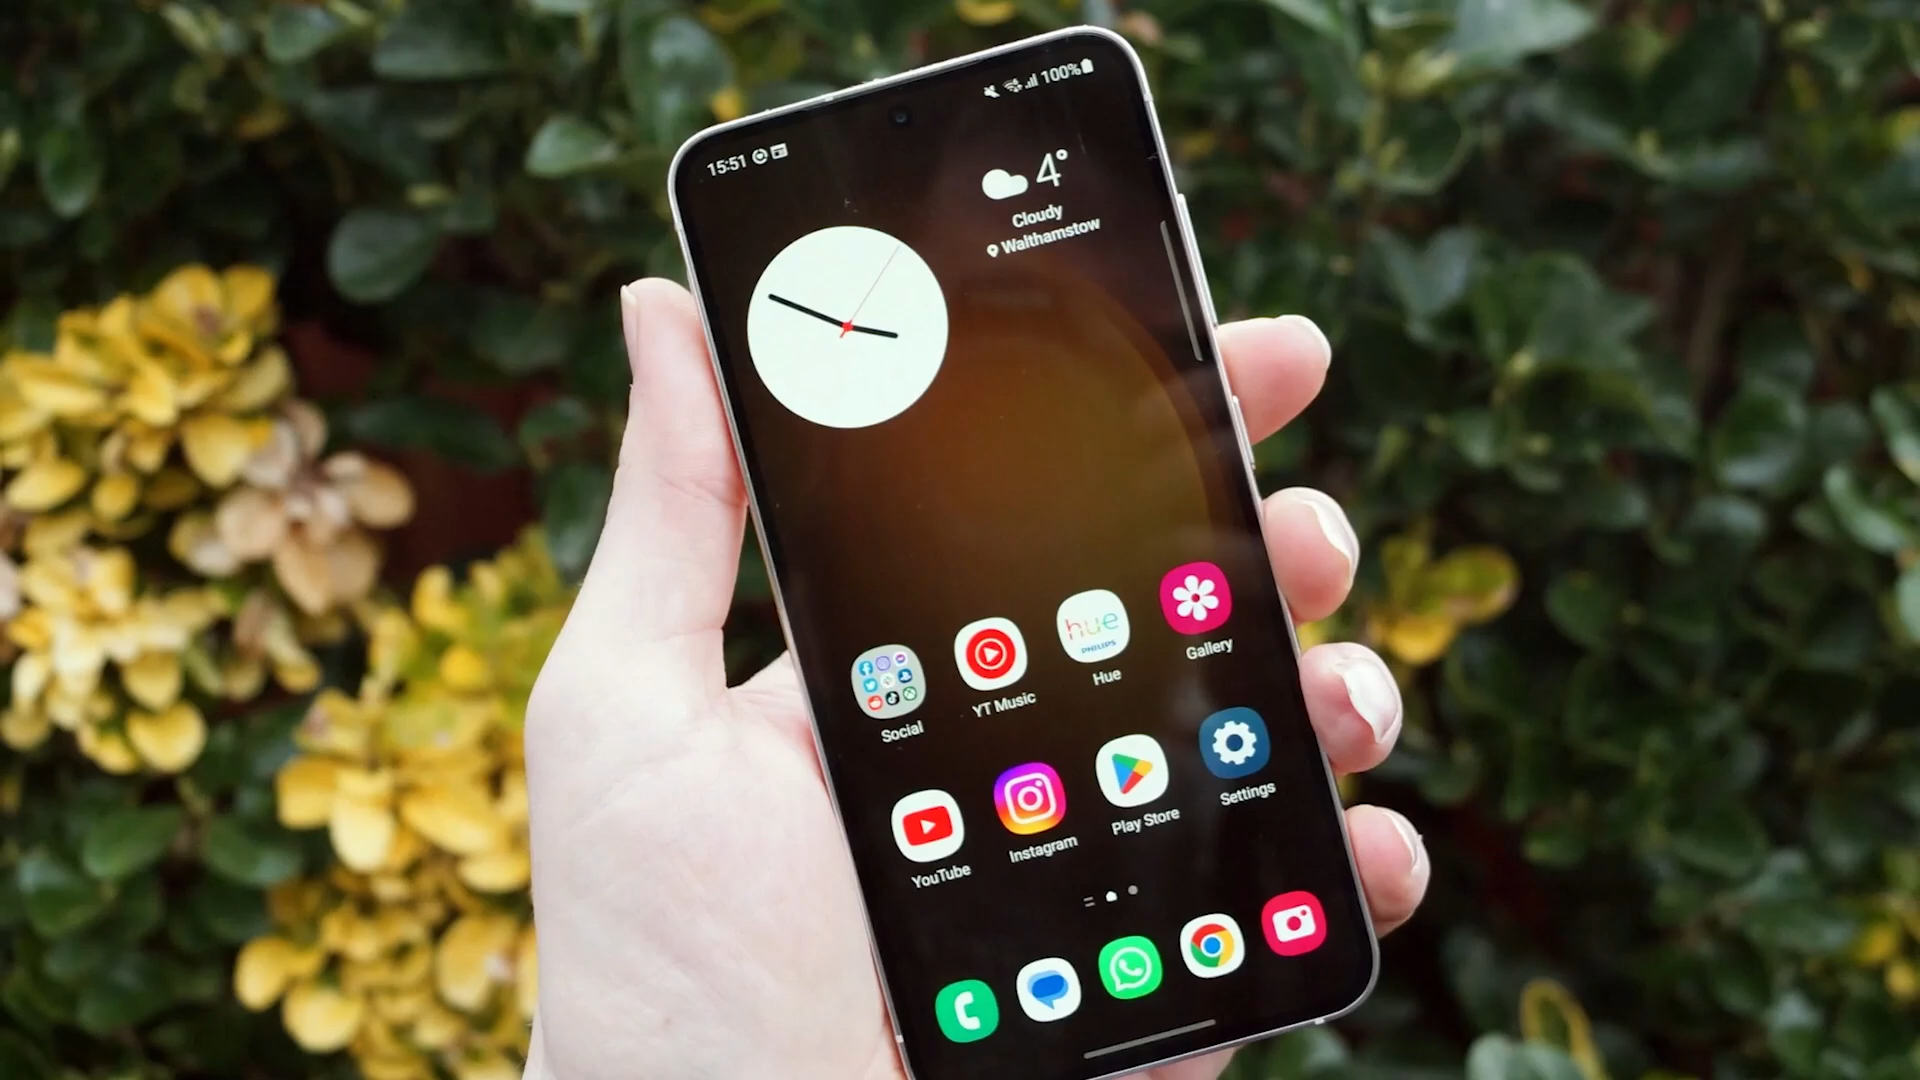 15:51
100%
4°
Cloudy
Walthamstow
hue
PHILIPS
Social
YT Music
Hue
Gallery
YouTube
Instagram
Play Store
Settings